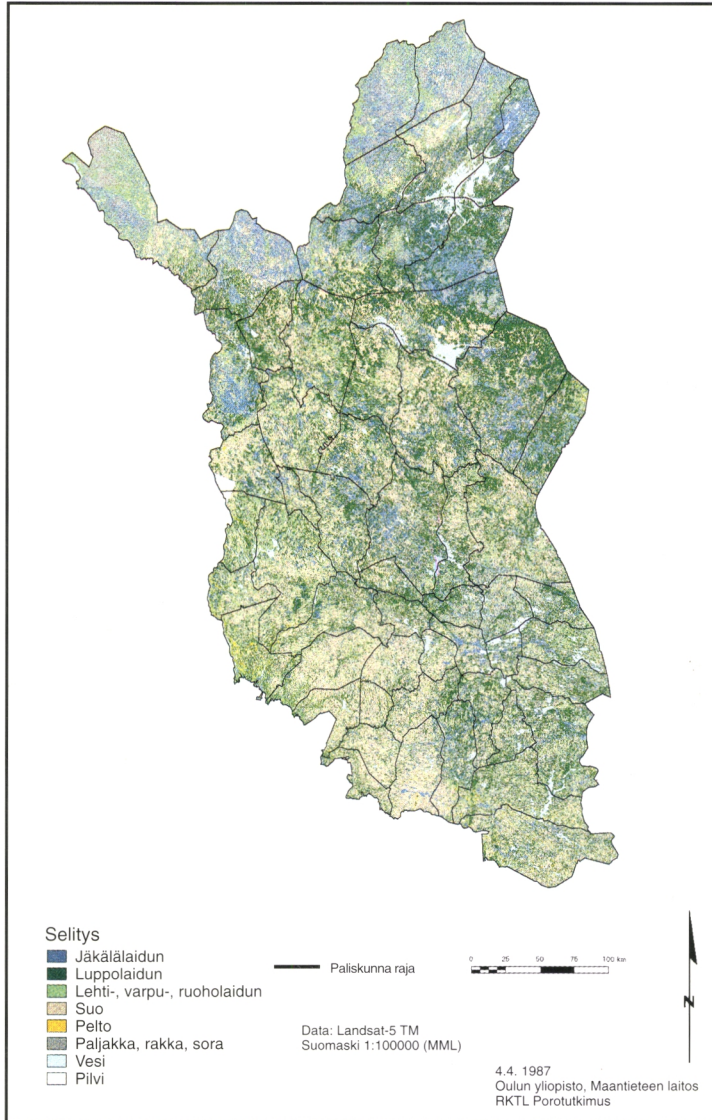 Selitys
Jäkälälaidun
Luppolaidun
Lehti-, varpu-, ruoholaidun
Suo
Pelto
Paljakka, rakka, sora
Vesi
Pilvi
Paliskunna raja
0 25 50 75 100 km
Data: Landsat-5 TM
Suomaski 1:100000 (MML)
N
4.4. 1987
Oulun yliopisto, Maantieteen laitos
RKTL Porotutkimus